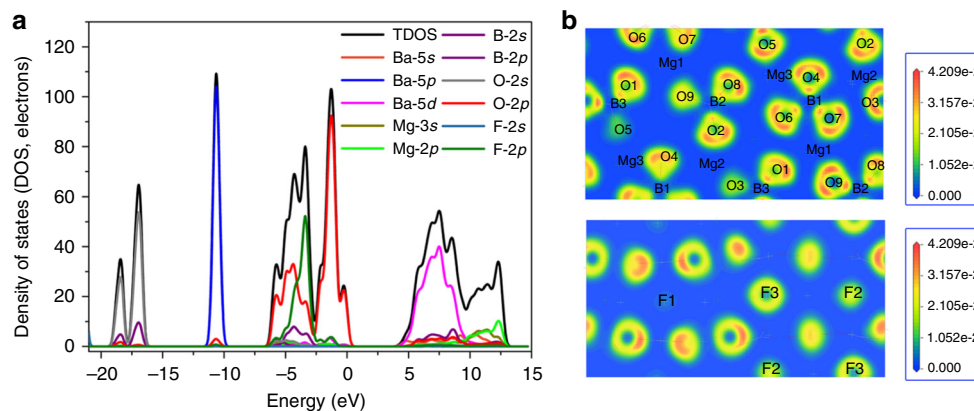 a
Density of states (DOS, electrons)
120
100
80
60
40
20
0
TDOS
Ba-5s
Ba-5p
Ba-5d
Mg-3s
Mg-2p
B-2s
B-2p
O-2s
O-2p
F-2s
F-2p
−20 −15 −10 −5 0 5 10 15
Energy (eV)
b
O6 O7 O5 O2
Mg1 Mg3 Mg2
O1 O8 O4
O9 O3
B3 B2 B1
O6 O7
O5 O2
Mg1
Mg3 O4 Mg2 O1 O8
B1 O3 B3 O9 B2
4.209e-
3.157e-
2.105e-
1.052e-
0.000
F1 F3 F2
F2 F3
4.209e-
3.157e-
2.105e-
1.052e-
0.000